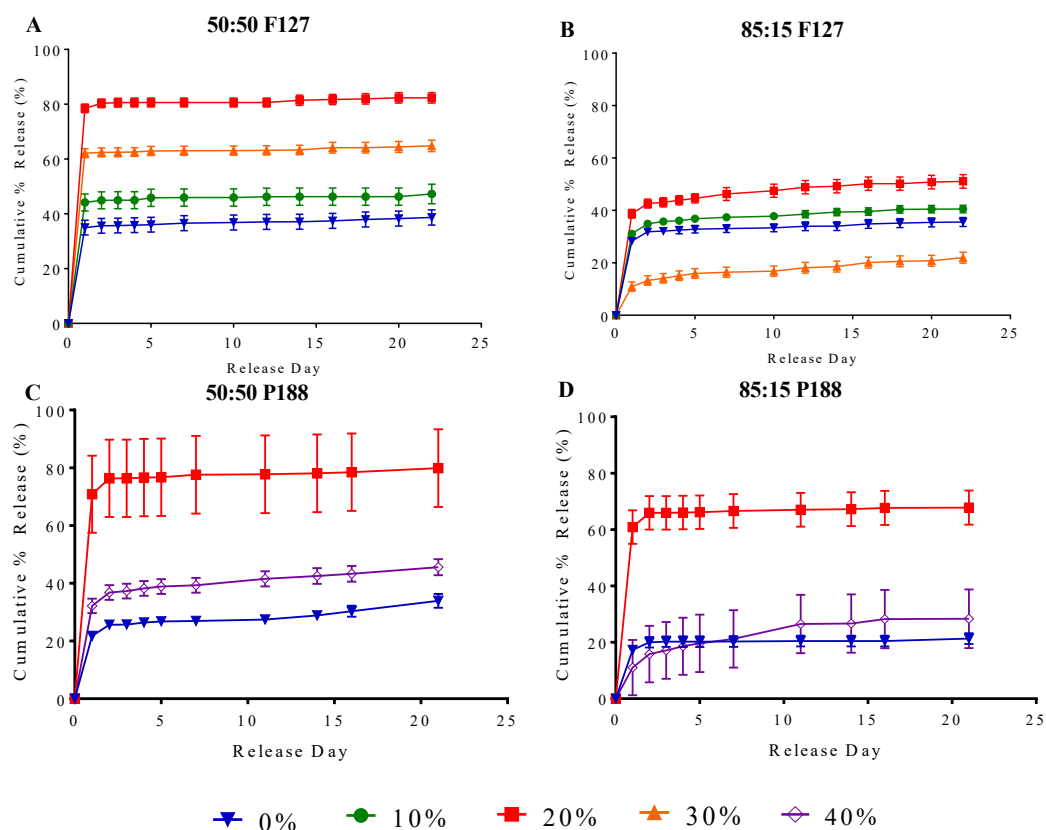 A
50:50 F127
Cumulative % Release (%)
100
80
60
40
20
0
0 5 10 15 20 25
Release Day
B
85:15 F127
Cumulative % Release (%)
100
80
60
40
20
0
0 5 10 15 20 25
Release Day
C
50:50 P188
Cumulative % Release (%)
100
80
60
40
20
0
0 5 10 15 20 25
Release Day
D
85:15 P188
Cumulative % Release (%)
100
80
60
40
20
0
0 5 10 15 20 25
Release Day
0% 10% 20% 30% 40%